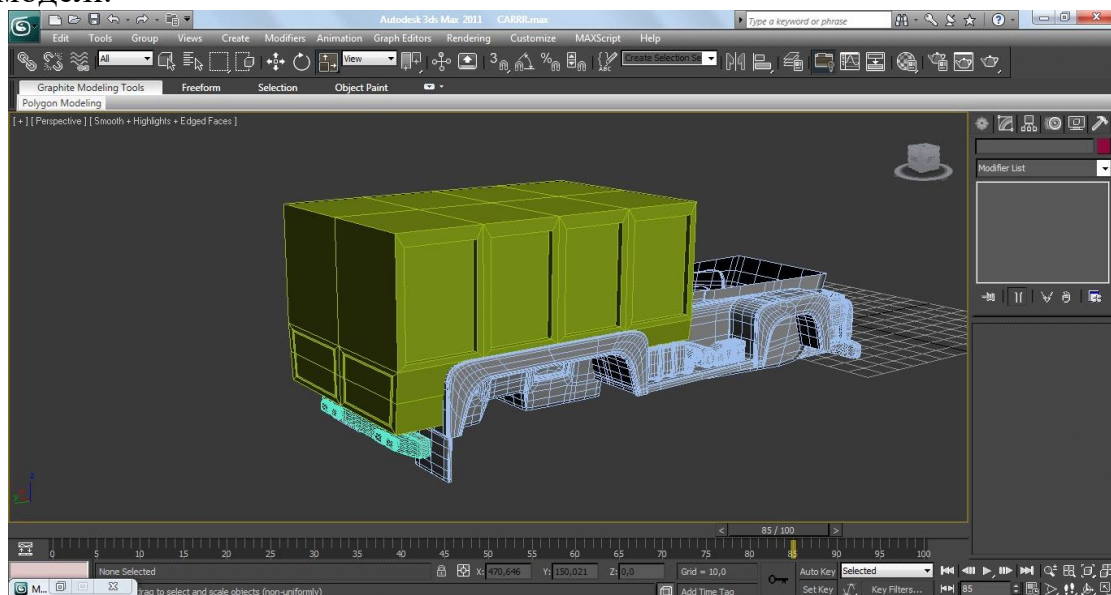 модели.
Autodesk 3ds Max 2011 CARRR.max
Type a keyword or phrase
Edit Tools Group Views Create Modifiers Animation Graph Editors Rendering Customize MAXScript Help
All
View
Create Selection Se
Graphite Modeling Tools Freeform Selection Object Paint
Polygon Modeling
[ + ] [ Perspective ] [ Smooth + Highlights + Edged Faces ]
Modifier List
< 85 / 100 >
0 5 10 15 20 25 30 35 40 45 50 55 60 65 70 75 80 85 90 95 100
None Selected X: 470,646 Y: 150,021 Z: 0,0 Grid = 10,0 Auto Key Selected
M... drag to select and scale objects (non-uniformly) Add Time Tag Set Key Key Filters... 85